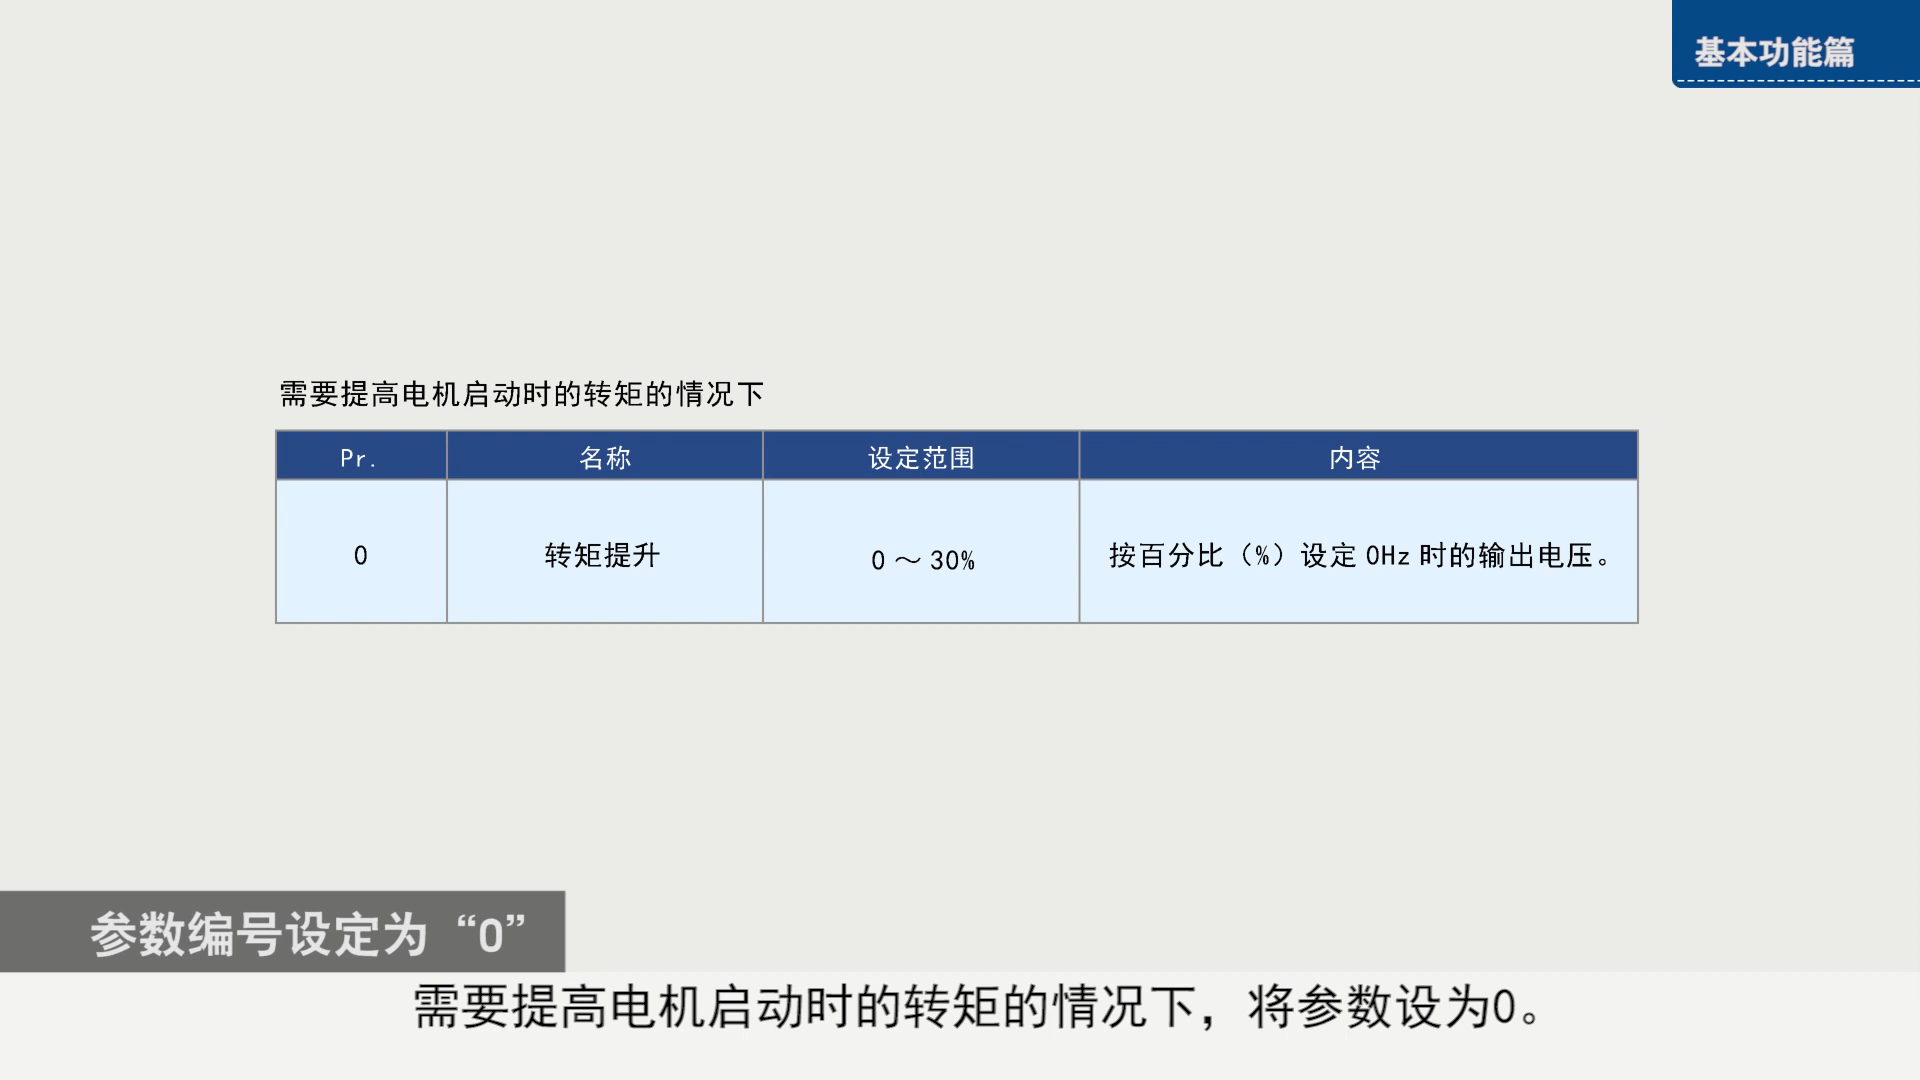 基本功能篇
需要提高电机启动时的转矩的情况下
Pr. 名称 设定范围 内容
0 转矩提升 0～30% 按百分比（%）设定 0Hz 时的输出电压。
参数编号设定为“0”
需要提高电机启动时的转矩的情况下，将参数设为0。